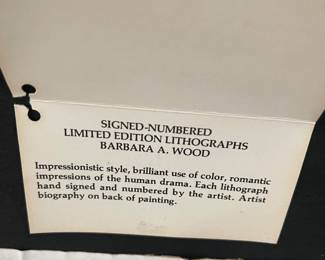 SIGNED-NUMBERED
LIMITED EDITION LITHOGRAPHS
BARBARA A. WOOD
Impressionistic style, brilliant use of color, romantic
impressions of the human drama. Each lithograph
hand signed and numbered by the artist. Artist
biography on back of painting.